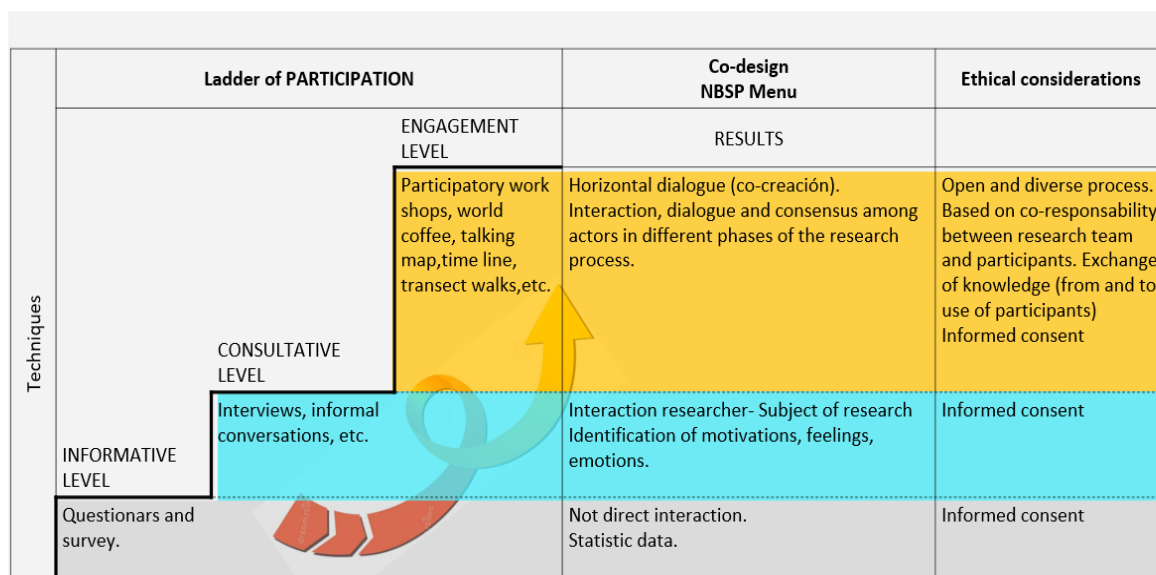 Ladder of PARTICIPATION
Co-design
NBSP Menu
Ethical considerations
ENGAGEMENT
LEVEL
RESULTS
Techniques
Participatory work
shops, world
coffee, talking
map,time line,
transect walks,etc.
Horizontal dialogue (co-creación).
Interaction, dialogue and consensus among
actors in different phases of the research
process.
Open and diverse process.
Based on co-responsability
between research team
and participants. Exchange
of knowledge (from and to
use of participants)
Informed consent
CONSULTATIVE
LEVEL
Interviews, informal
conversations, etc.
Interaction researcher- Subject of research
Identification of motivations, feelings,
emotions.
Informed consent
INFORMATIVE
LEVEL
Questionars and
survey.
Not direct interaction.
Statistic data.
Informed consent